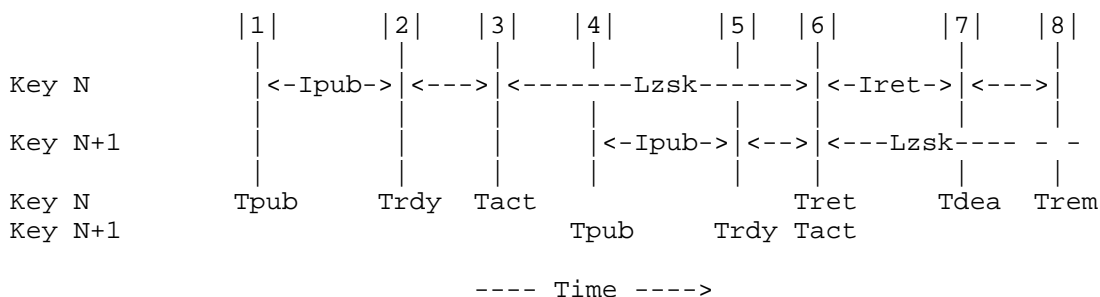 |1|      |2|   |3|   |4|      |5|  |6|      |7|   |8|
|        |     |     |        |    |        |     |
Key N          |<-Ipub->|<--->|<-------Lzsk------>|<-Iret->|<--->|
|        |     |     |        |    |        |     |
Key N+1        |        |     |     |<-Ipub->|<-->|<---Lzsk---- - -
|        |     |     |        |    |        |     |
Key N         Tpub     Trdy  Tact                Tret     Tdea  Trem
Key N+1                            Tpub     Trdy Tact
---- Time ---->